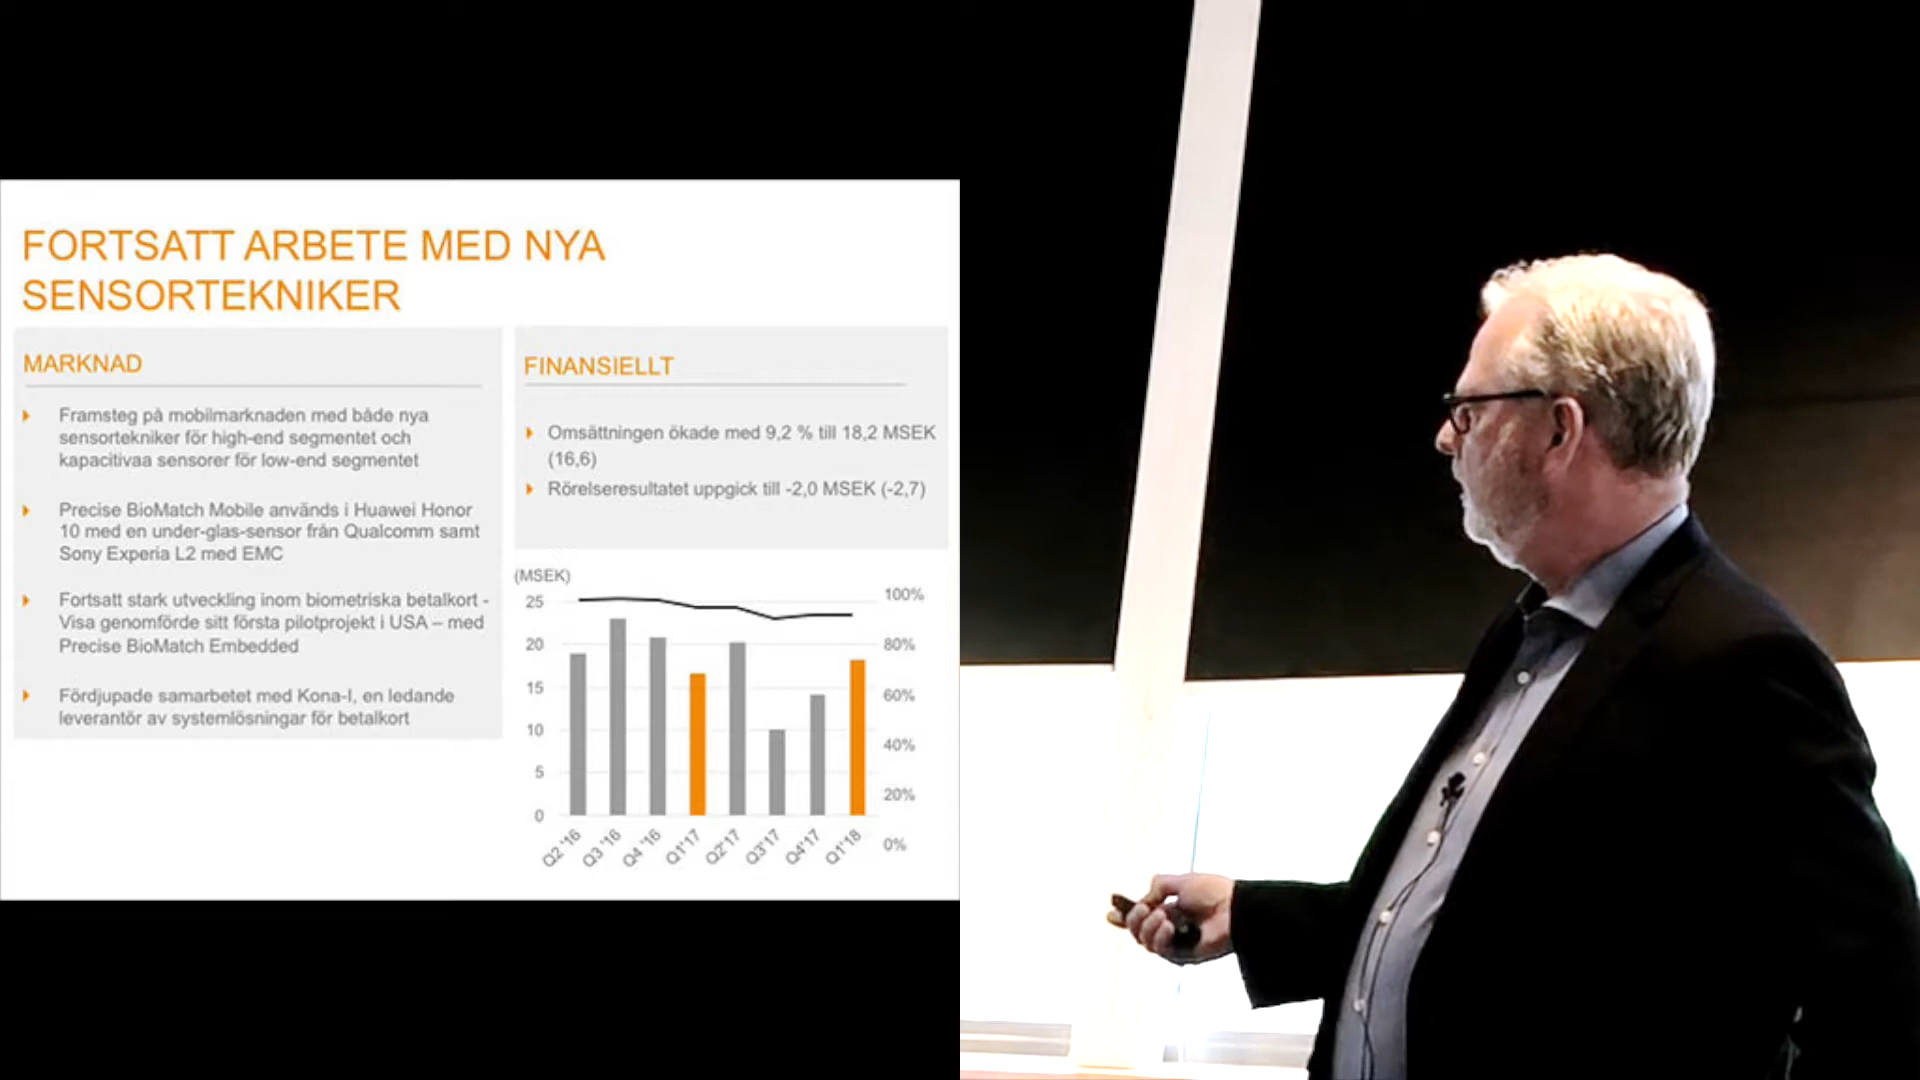 FORTSATT ARBETE MED NYA
SENSORTEKNIKER
MARKNAD
Framsteg på mobilmarknaden med både nya
sensortekniker för high-end segmentet och
kapacitivaa sensorer för low-end segmentet
Precise BioMatch Mobile används i Huawei Honor
10 med en under-glas-sensor från Qualcomm samt
Sony Experia L2 med EMC
Fortsatt stark utveckling inom biometriska betalkort -
Visa genomförde sitt första pilotprojekt i USA – med
Precise BioMatch Embedded
Fördjupade samarbetet med Kona-I, en ledande
leverantör av systemlösningar för betalkort
FINANSIELLT
Omsättningen ökade med 9,2 % till 18,2 MSEK
(16,6)
Rörelseresultatet uppgick till -2,0 MSEK (-2,7)
(MSEK)
25
20
15
10
5
0
100%
80%
60%
40%
20%
0%
Q2 '16
Q3 '16
Q4 '16
Q1'17
Q2'17
Q3'17
Q4'17
Q1'18